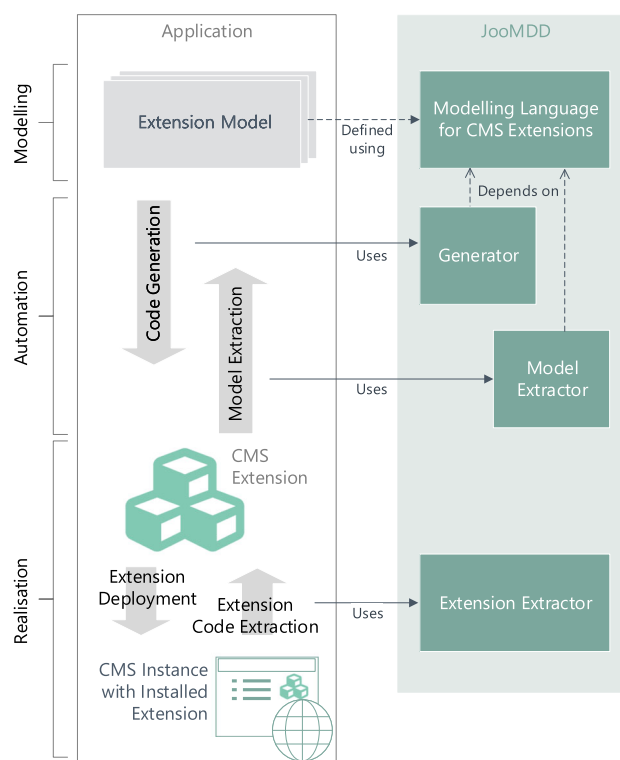 Application
JooMDD
Modelling
Extension Model
Defined
using
Modelling Language
for CMS Extensions
Depends on
Automation
Code Generation
Uses
Generator
Model Extraction
Uses
Model
Extractor
Realisation
CMS
Extension
Extension
Deployment
Extension
Code Extraction
Uses
Extension Extractor
CMS Instance
with Installed
Extension